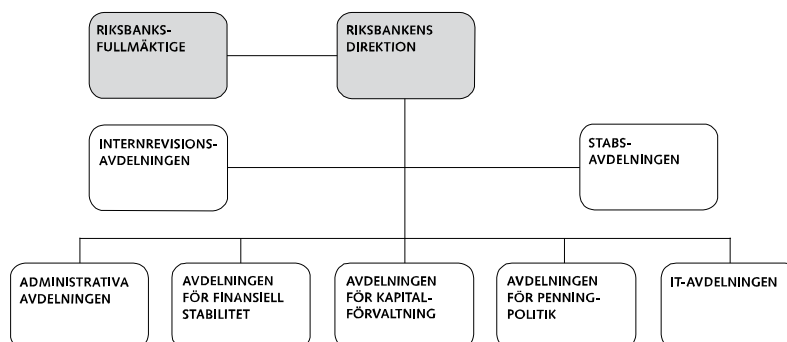 RIKSBANKS-
FULLMÄKTIGE
RIKSBANKENS
DIREKTION
INTERNREVISIONS-
AVDELNINGEN
STABS-
AVDELNINGEN
ADMINISTRATIVA
AVDELNINGEN
AVDELNINGEN
FÖR FINANSIELL
STABILITET
AVDELNINGEN
FÖR KAPITAL-
FÖRVALTNING
AVDELNINGEN
FÖR PENNING-
POLITIK
IT-AVDELNINGEN